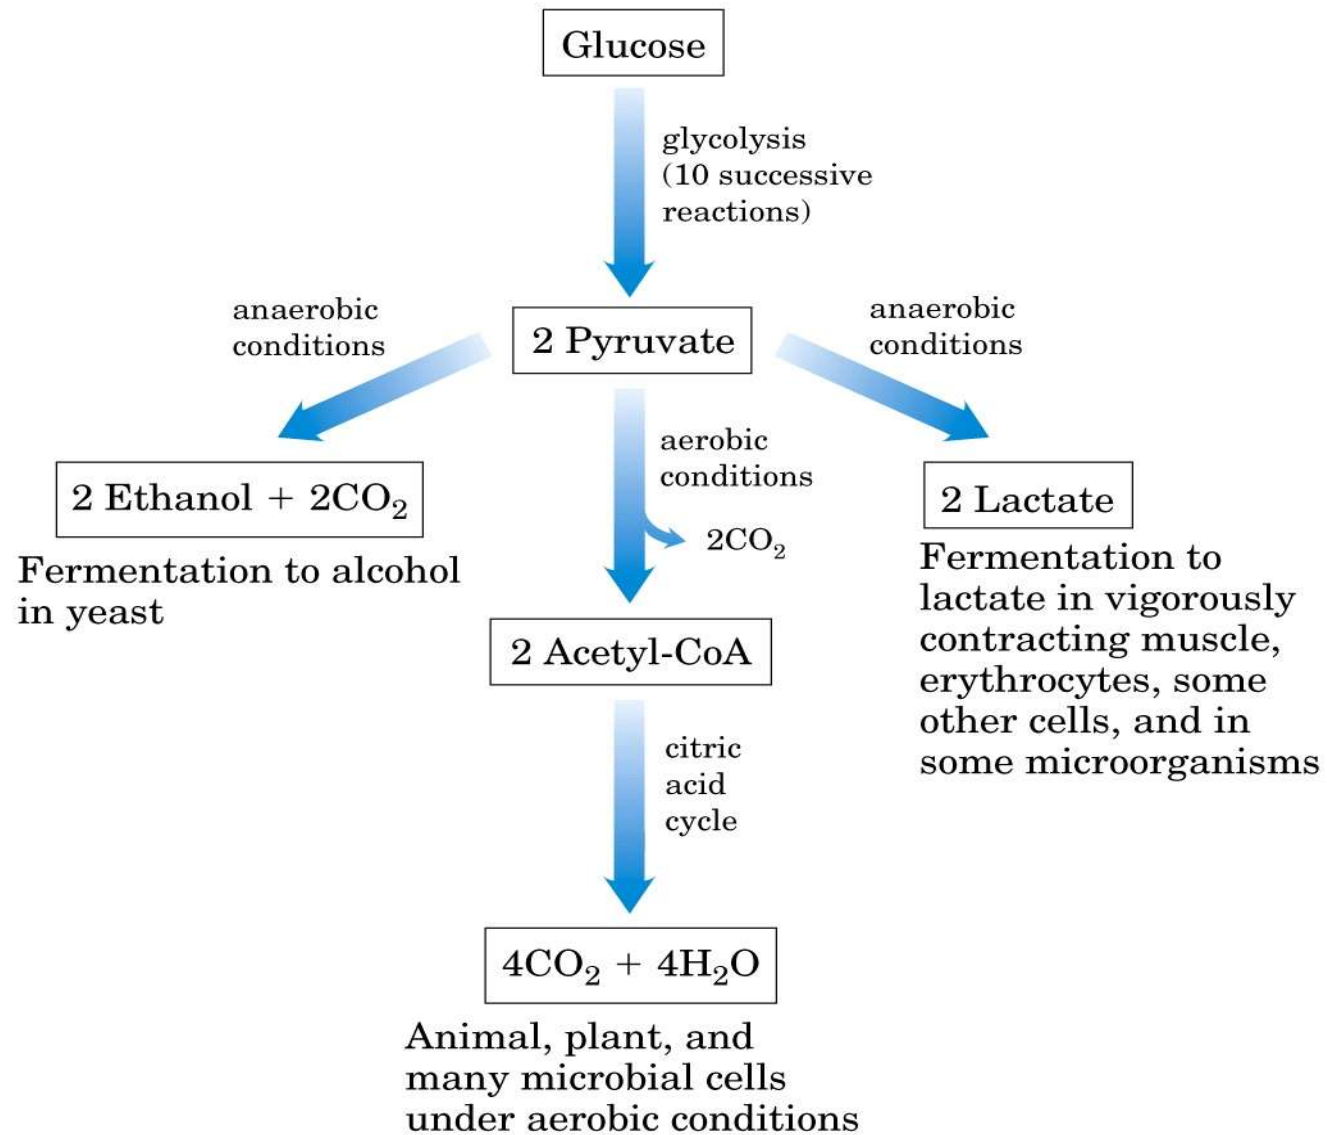 Glucose
glycolysis
(10 successive
reactions)
anaerobic
conditions
2 Pyruvate
anaerobic
conditions
2 Ethanol + 2CO₂
Fermentation to alcohol
in yeast
aerobic
conditions
2CO₂
2 Lactate
Fermentation to
lactate in vigorously
contracting muscle,
erythrocytes, some
other cells, and in
some microorganisms
2 Acetyl-CoA
citric
acid
cycle
4CO₂ + 4H₂O
Animal, plant, and
many microbial cells
under aerobic conditions